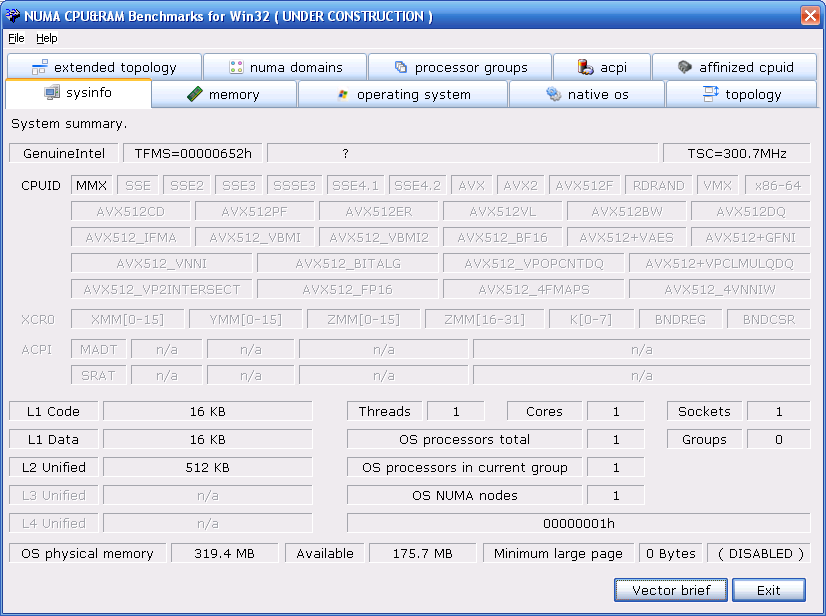 NUMA CPU&RAM Benchmarks for Win32 ( UNDER CONSTRUCTION )
File Help
extended topology numa domains processor groups acpi affinized cpuid
sysinfo memory operating system native os topology
System summary.
GenuineIntel TFMS=00000652h ? TSC=300.7MHz
CPUID MMX SSE SSE2 SSE3 SSSE3 SSE4.1 SSE4.2 AVX AVX2 AVX512F RDRAND VMX x86-64
AVX512CD AVX512PF AVX512ER AVX512VL AVX512BW AVX512DQ
AVX512_IFMA AVX512_VBMI AVX512_VBMI2 AVX512_BF16 AVX512+VAES AVX512+GFNI
AVX512_VNNI AVX512_BITALG AVX512_VPOPCNTDQ AVX512+VPCLMULQDQ
AVX512_VP2INTERSECT AVX512_FP16 AVX512_4FMAPS AVX512_4VNNIW
XCR0 XMM[0-15] YMM[0-15] ZMM[0-15] ZMM[16-31] K[0-7] BNDREG BNDCSR
ACPI MADT n/a n/a n/a n/a
SRAT n/a n/a n/a n/a
L1 Code 16 KB Threads 1 Cores 1 Sockets 1
L1 Data 16 KB OS processors total 1 Groups 0
L2 Unified 512 KB OS processors in current group 1
L3 Unified n/a OS NUMA nodes 1
L4 Unified n/a 00000001h
OS physical memory 319.4 MB Available 175.7 MB Minimum large page 0 Bytes ( DISABLED )
Vector brief Exit